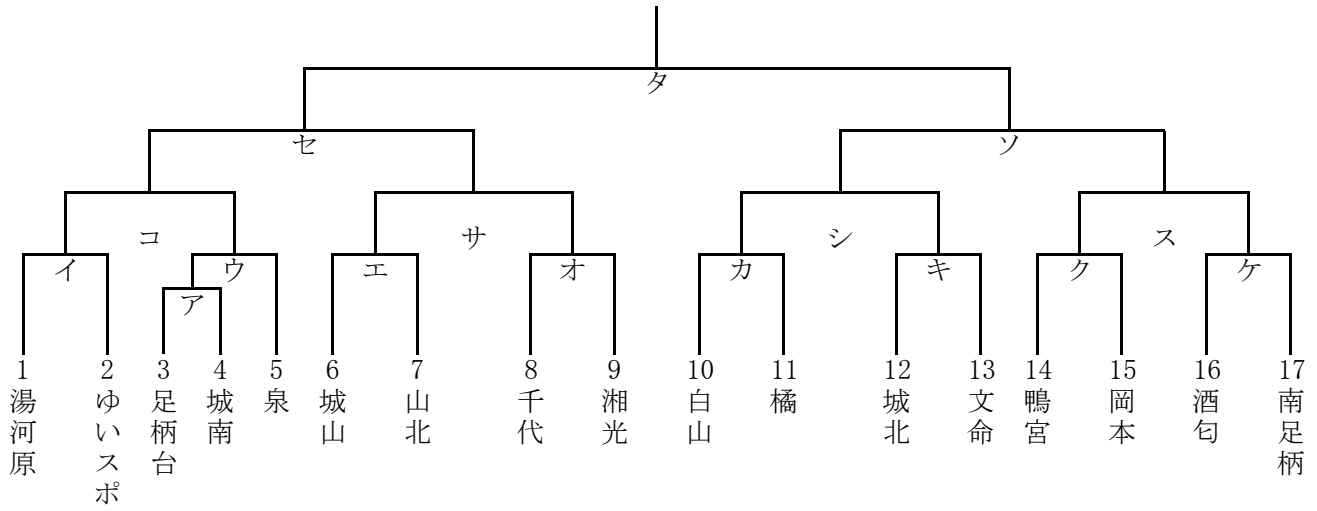 タ
セ ソ
コ サ シ ス
イ ウ エ オ カ キ ク ケ
ア
1 湯河原
2 ゆいスポ
3 足柄台
4 城南
5 泉
6 城山
7 山北
8 千代
9 湘光
10 白山
11 橘
12 城北
13 文命
14 鴨宮
15 岡本
16 酒匂
17 南足柄